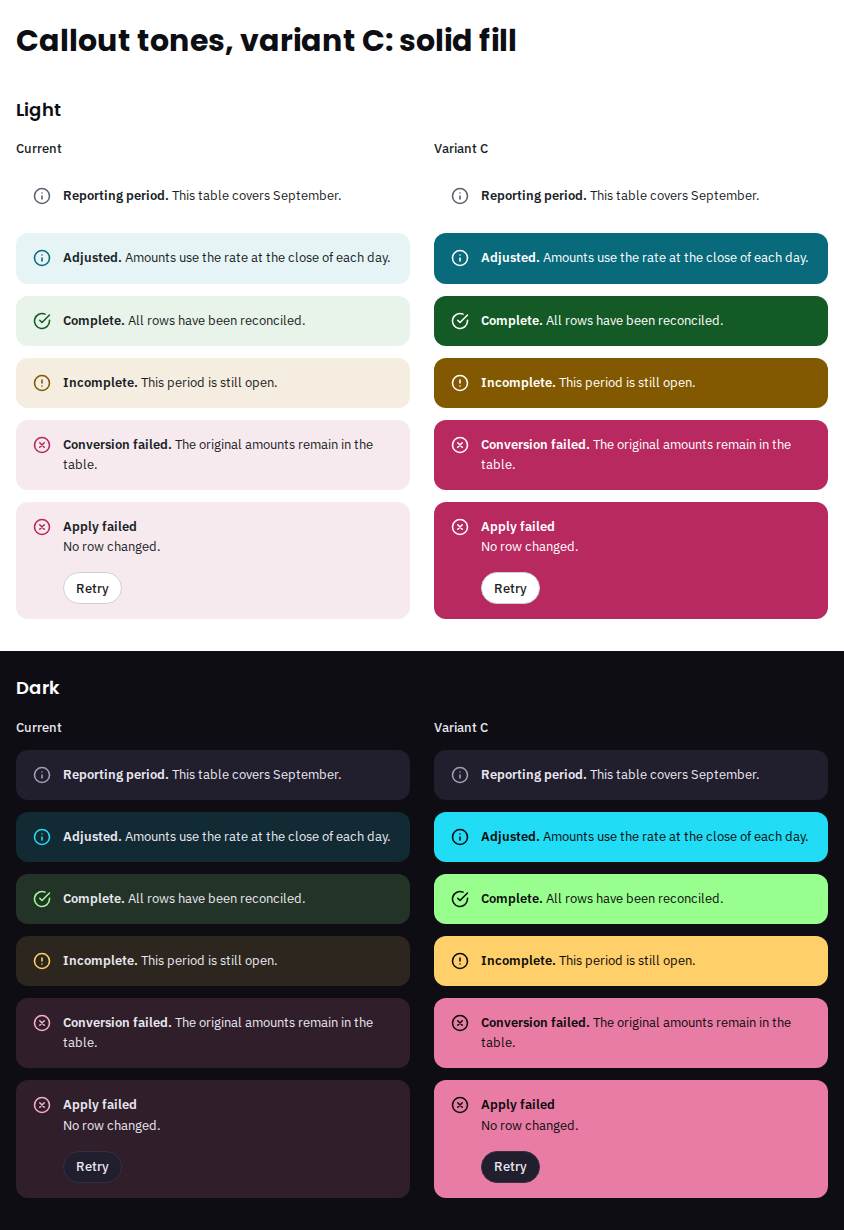 Callout tones, variant C: solid fill
Light
Current
Reporting period. This table covers September.
Adjusted. Amounts use the rate at the close of each day.
Complete. All rows have been reconciled.
Incomplete. This period is still open.
Conversion failed. The original amounts remain in the
table.
Apply failed
No row changed.
Retry
Variant C
Reporting period. This table covers September.
Adjusted. Amounts use the rate at the close of each day.
Complete. All rows have been reconciled.
Incomplete. This period is still open.
Conversion failed. The original amounts remain in the
table.
Apply failed
No row changed.
Retry
Dark
Current
Reporting period. This table covers September.
Adjusted. Amounts use the rate at the close of each day.
Complete. All rows have been reconciled.
Incomplete. This period is still open.
Conversion failed. The original amounts remain in the
table.
Apply failed
No row changed.
Retry
Variant C
Reporting period. This table covers September.
Adjusted. Amounts use the rate at the close of each day.
Complete. All rows have been reconciled.
Incomplete. This period is still open.
Conversion failed. The original amounts remain in the
table.
Apply failed
No row changed.
Retry